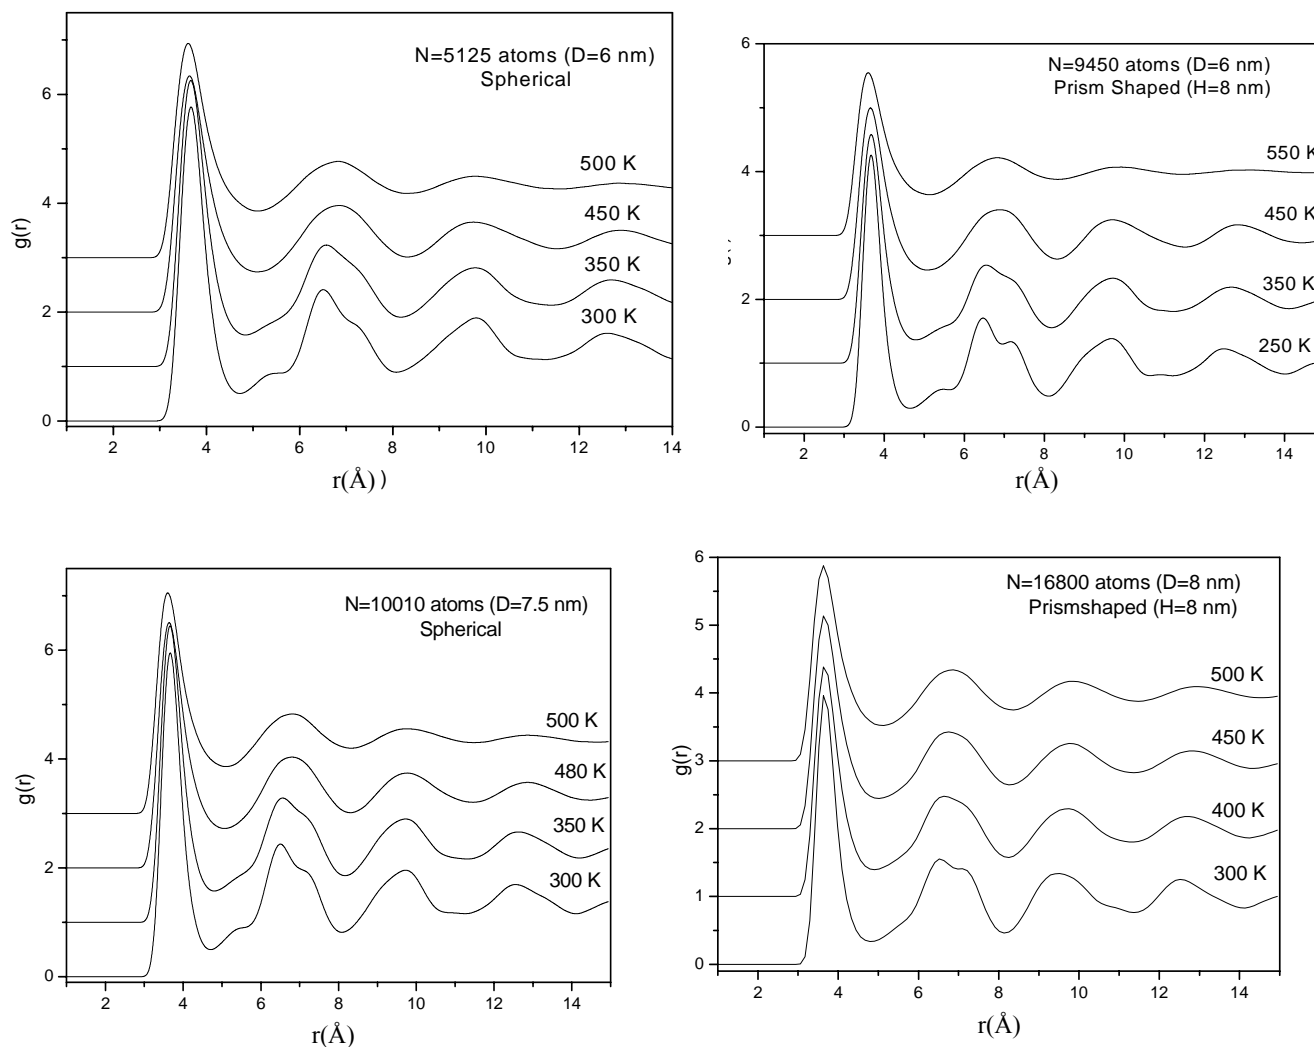 N=5125 atoms (D=6 nm)
Spherical
500 K
450 K
350 K
300 K
g(r)
6
4
2
0
2 4 6 8 10 12 14
r(Å) )
N=9450 atoms (D=6 nm)
Prism Shaped (H=8 nm)
550 K
450 K
350 K
250 K
6
4
2
0
2 4 6 8 10 12 14
r(Å)
N=10010 atoms (D=7.5 nm)
Spherical
500 K
480 K
350 K
300 K
g(r)
6
4
2
0
2 4 6 8 10 12 14
r(Å)
N=16800 atoms (D=8 nm)
Prismshaped (H=8 nm)
500 K
450 K
400 K
300 K
g(r)
6
5
4
3
2
1
0
2 4 6 8 10 12 14
r(Å)